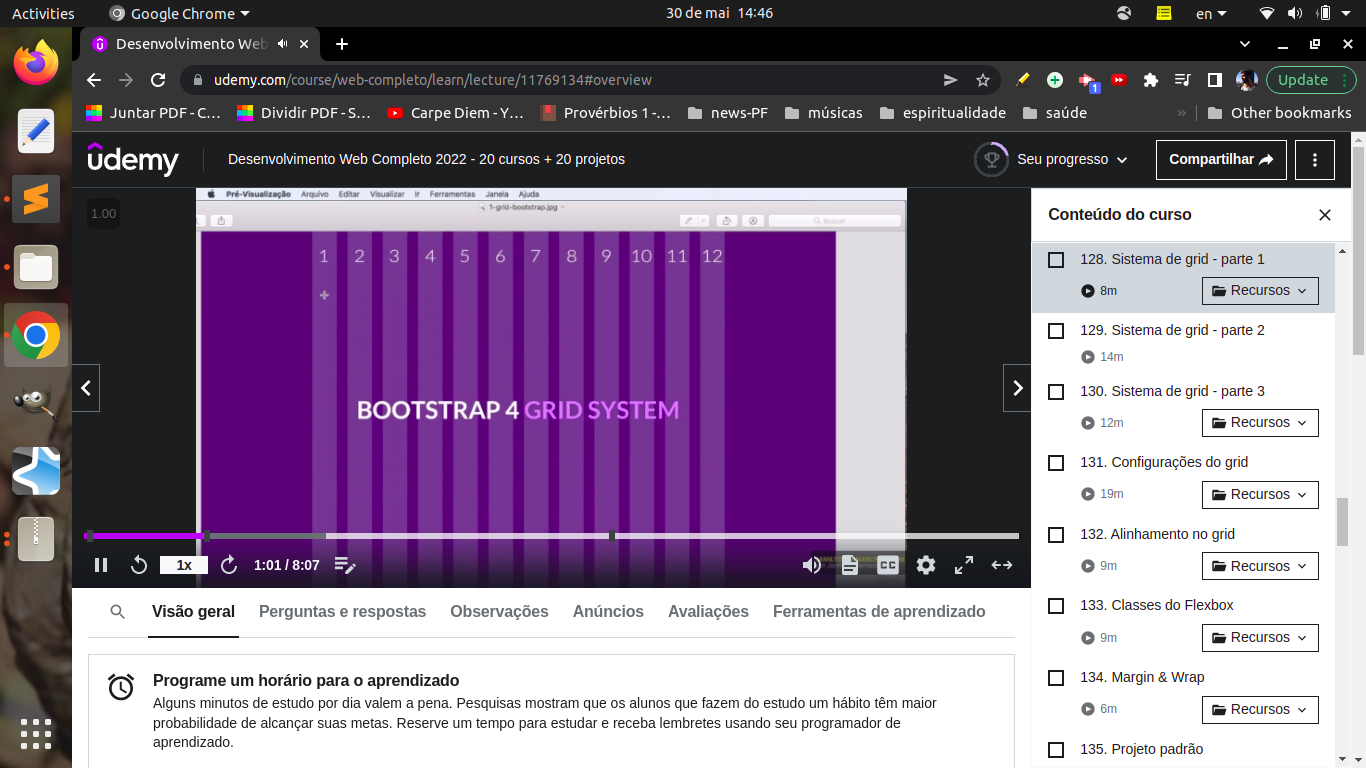 Activities
Google Chrome
30 de mai 14:46
en
Desenvolvimento Web
udemy.com/course/web-completo/learn/lecture/11769134#overview
1
Update
Juntar PDF - C…
Dividir PDF - S…
Carpe Diem - Y…
Provérbios 1 -…
news-PF
músicas
espiritualidade
saúde
»
Other bookmarks
udemy
Desenvolvimento Web Completo 2022 - 20 cursos + 20 projetos
Seu progresso
Compartilhar
1.00
Pré-Visualização Arquivo Editar Visualizar Ir Ferramentas Janela Ajuda
1-grid-bootstrap.jpg
Buscar
1 2 3 4 5 6 7 8 9 10 11 12
BOOTSTRAP 4 GRID SYSTEM
1x
1:01 / 8:07
CC
Conteúdo do curso
128. Sistema de grid - parte 1
8m
Recursos
129. Sistema de grid - parte 2
14m
130. Sistema de grid - parte 3
12m
Recursos
131. Configurações do grid
19m
Recursos
132. Alinhamento no grid
9m
Recursos
133. Classes do Flexbox
9m
Recursos
134. Margin & Wrap
6m
Recursos
135. Projeto padrão
Visão geral
Perguntas e respostas
Observações
Anúncios
Avaliações
Ferramentas de aprendizado
Programe um horário para o aprendizado
Alguns minutos de estudo por dia valem a pena. Pesquisas mostram que os alunos que fazem do estudo um hábito têm maior
probabilidade de alcançar suas metas. Reserve um tempo para estudar e receba lembretes usando seu programador de
aprendizado.